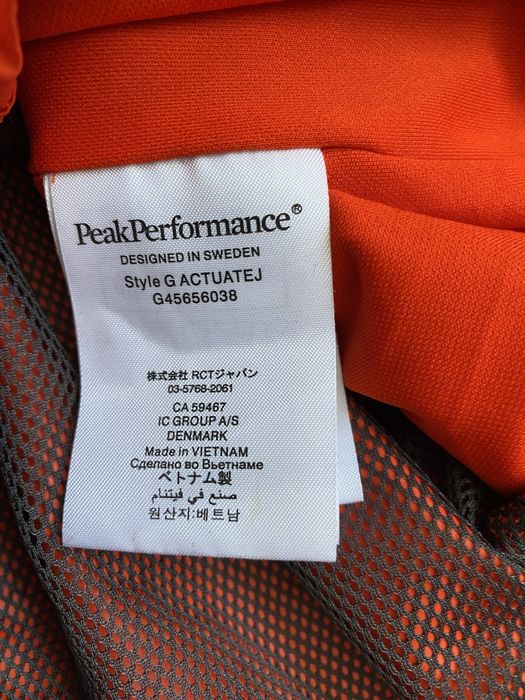 PeakPerformance®
DESIGNED IN SWEDEN
Style G ACTUATEJ
G45656038
株式会社 RCTジャパン
03-5768-2061
CA 59467
IC GROUP A/S
DENMARK
Made in VIETNAM
Сделано во Вьетнаме
ベトナム製
صنع في فيتنام
원산지:베트남